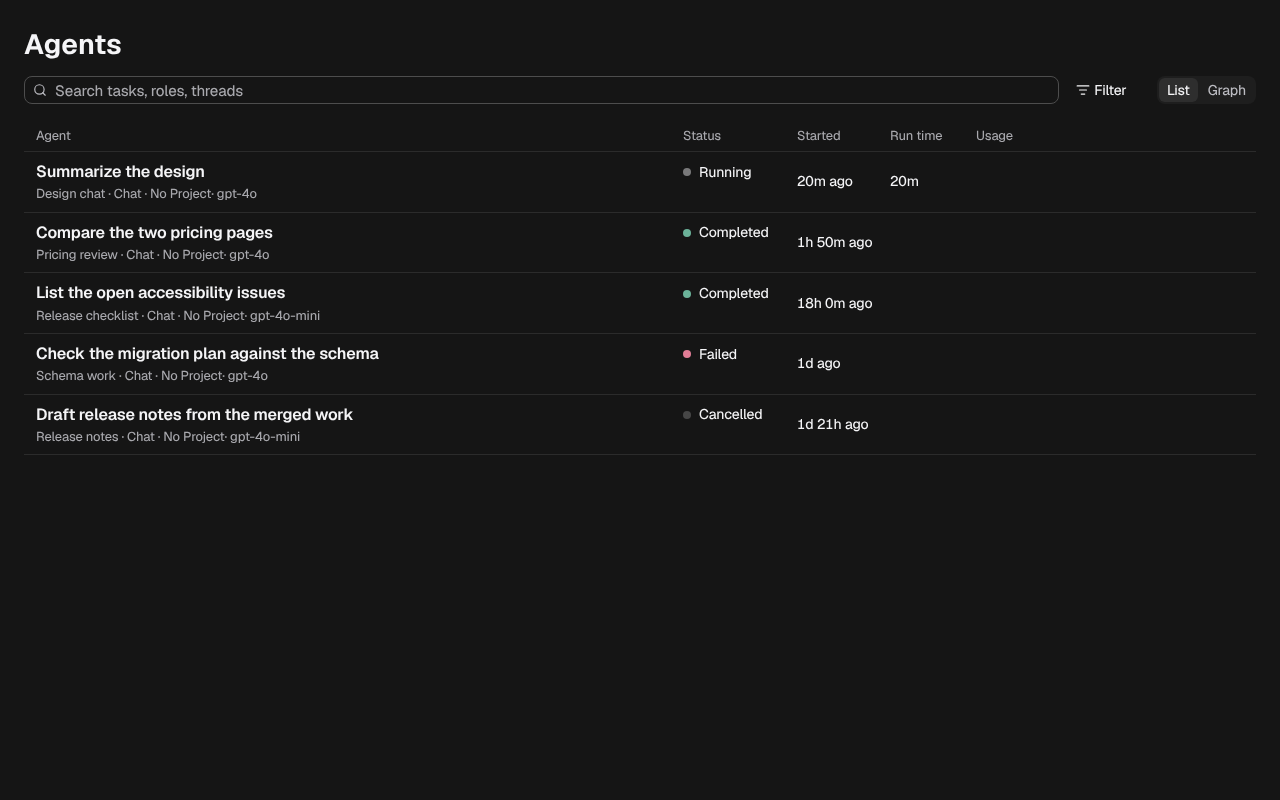 Agents
Search tasks, roles, threads
Filter
List
Graph
Agent
Status
Started
Run time
Usage
Summarize the design
Design chat · Chat · No Project· gpt-4o
Running
20m ago
20m
Compare the two pricing pages
Pricing review · Chat · No Project· gpt-4o
Completed
1h 50m ago
List the open accessibility issues
Release checklist · Chat · No Project· gpt-4o-mini
Completed
18h 0m ago
Check the migration plan against the schema
Schema work · Chat · No Project· gpt-4o
Failed
1d ago
Draft release notes from the merged work
Release notes · Chat · No Project· gpt-4o-mini
Cancelled
1d 21h ago